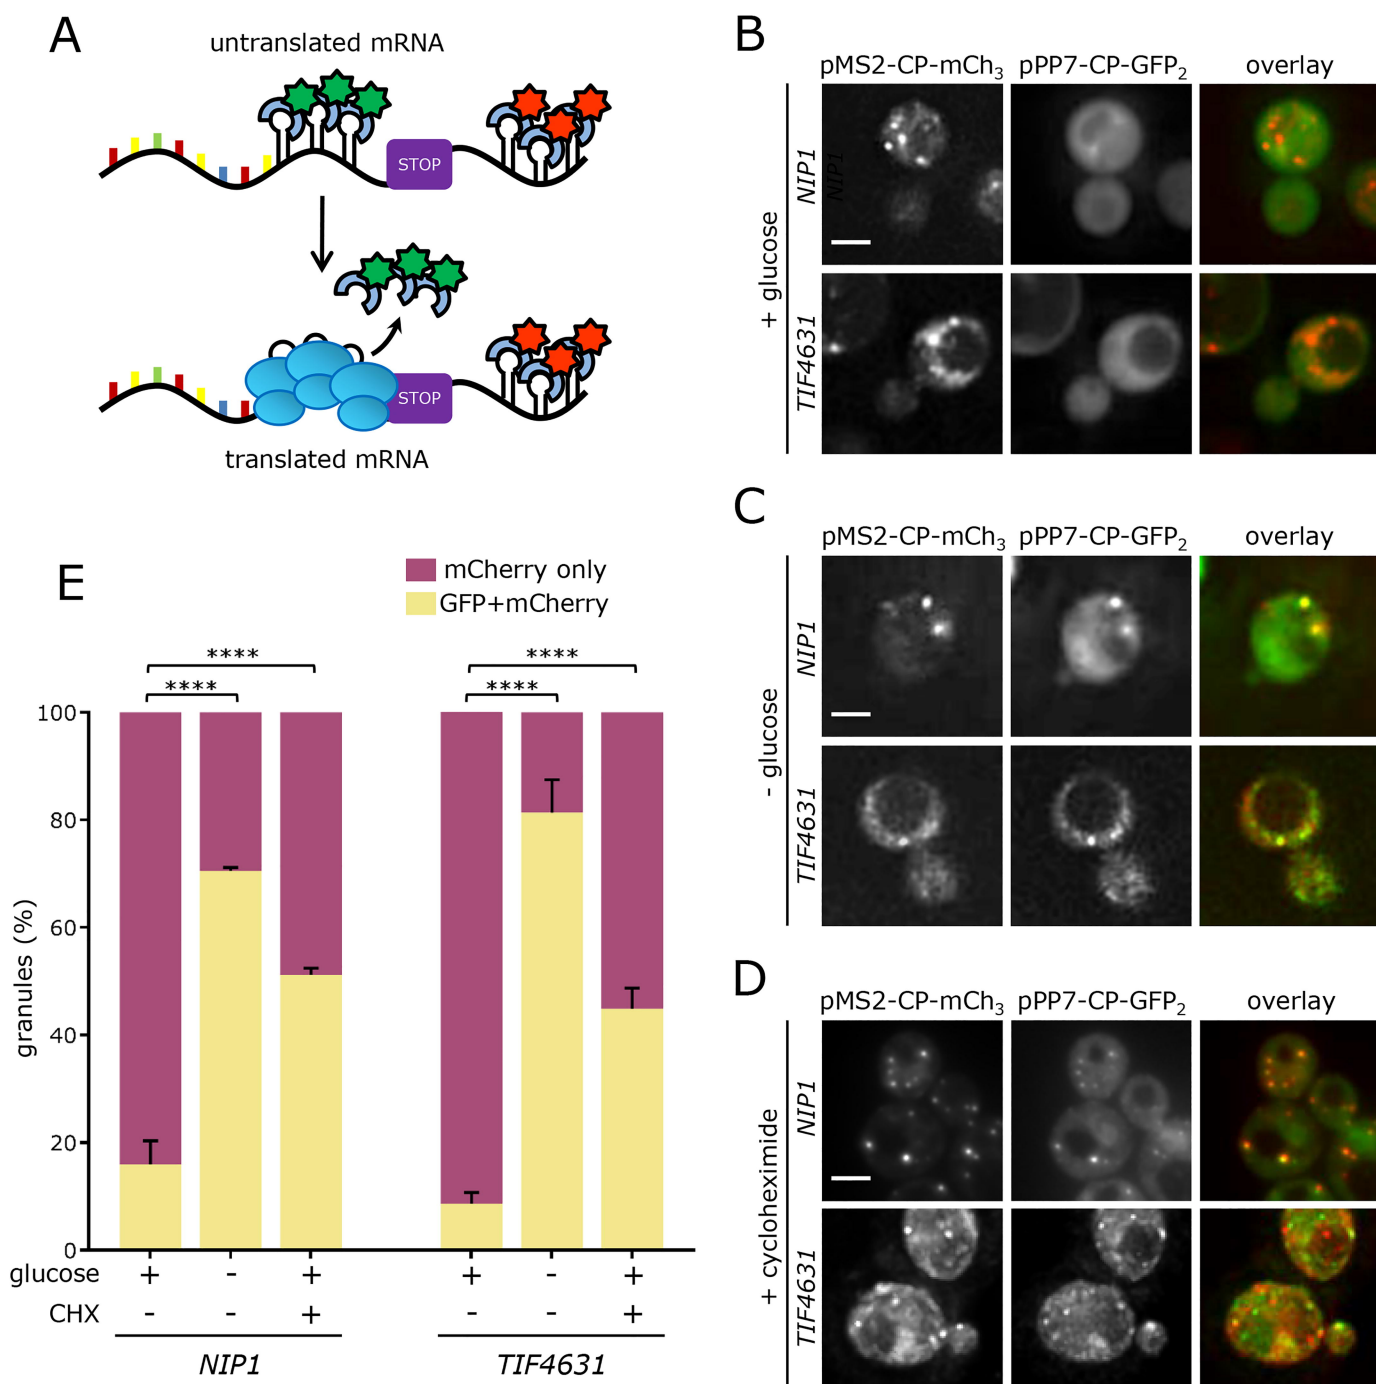 A
untranslated mRNA
STOP
STOP
translated mRNA
B
pMS2-CP-mCh3 pPP7-CP-GFP2 overlay
+ glucose
NIP1
NIP1
TIF4631
C
pMS2-CP-mCh3 pPP7-CP-GFP2 overlay
- glucose
NIP1
TIF4631
D
pMS2-CP-mCh3 pPP7-CP-GFP2 overlay
+ cycloheximide
NIP1
TIF4631
E
mCherry only
GFP+mCherry
**** ****
**** ****
granules (%)
100
80
60
40
20
0
glucose + - + + - +
CHX - - + - - +
NIP1 TIF4631